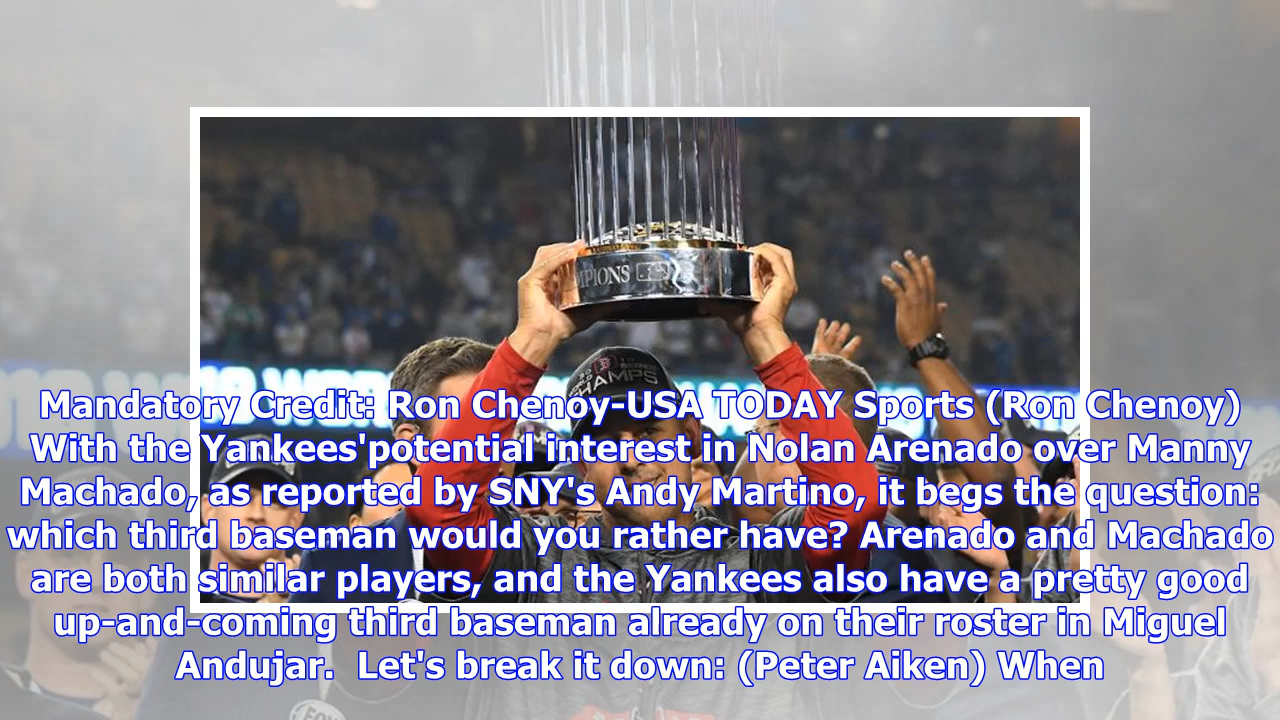 MPIONS
CHAMPS
Mandatory Credit: Ron Chenoy-USA TODAY Sports (Ron Chenoy)
With the Yankees'potential interest in Nolan Arenado over Manny
Machado, as reported by SNY's Andy Martino, it begs the question:
which third baseman would you rather have? Arenado and Machado
are both similar players, and the Yankees also have a pretty good
up-and-coming third baseman already on their roster in Miguel
Andujar.  Let's break it down: (Peter Aiken) When
FOX